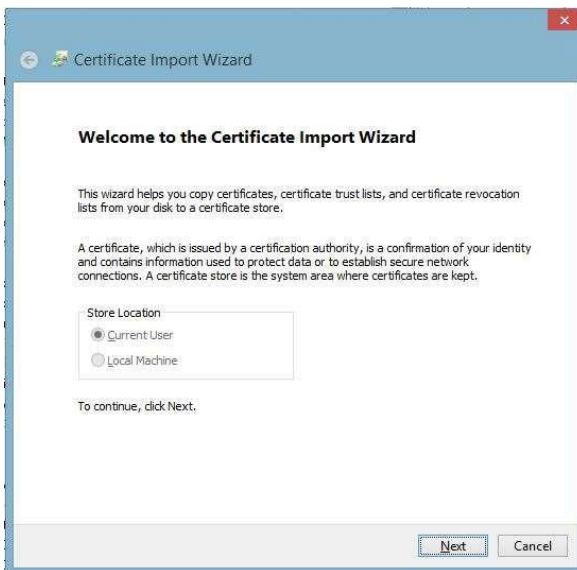 Certificate Import Wizard
Welcome to the Certificate Import Wizard
This wizard helps you copy certificates, certificate trust lists, and certificate revocation
lists from your disk to a certificate store.
A certificate, which is issued by a certification authority, is a confirmation of your identity
and contains information used to protect data or to establish secure network
connections. A certificate store is the system area where certificates are kept.
Store Location
Current User
Local Machine
To continue, click Next.
Next
Cancel